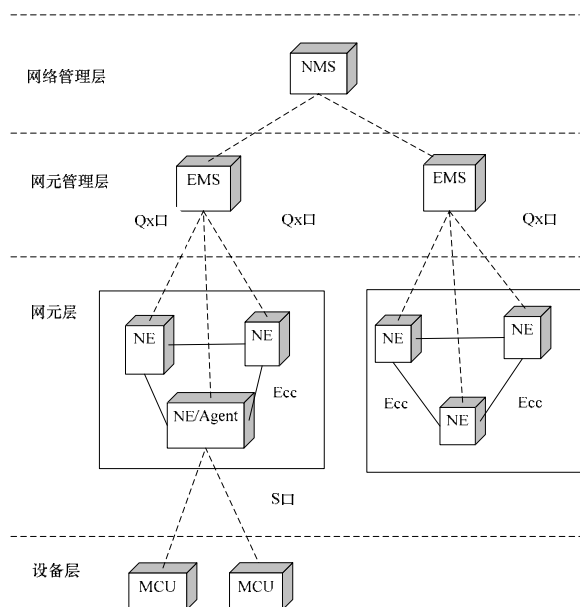 NMS
网络管理层
网元管理层
EMS
EMS
Qx口
Qx口
Qx口
网元层
NE
NE
NE
NE
Ecc
Ecc
Ecc
NE/Agent
NE
S口
设备层
MCU
MCU